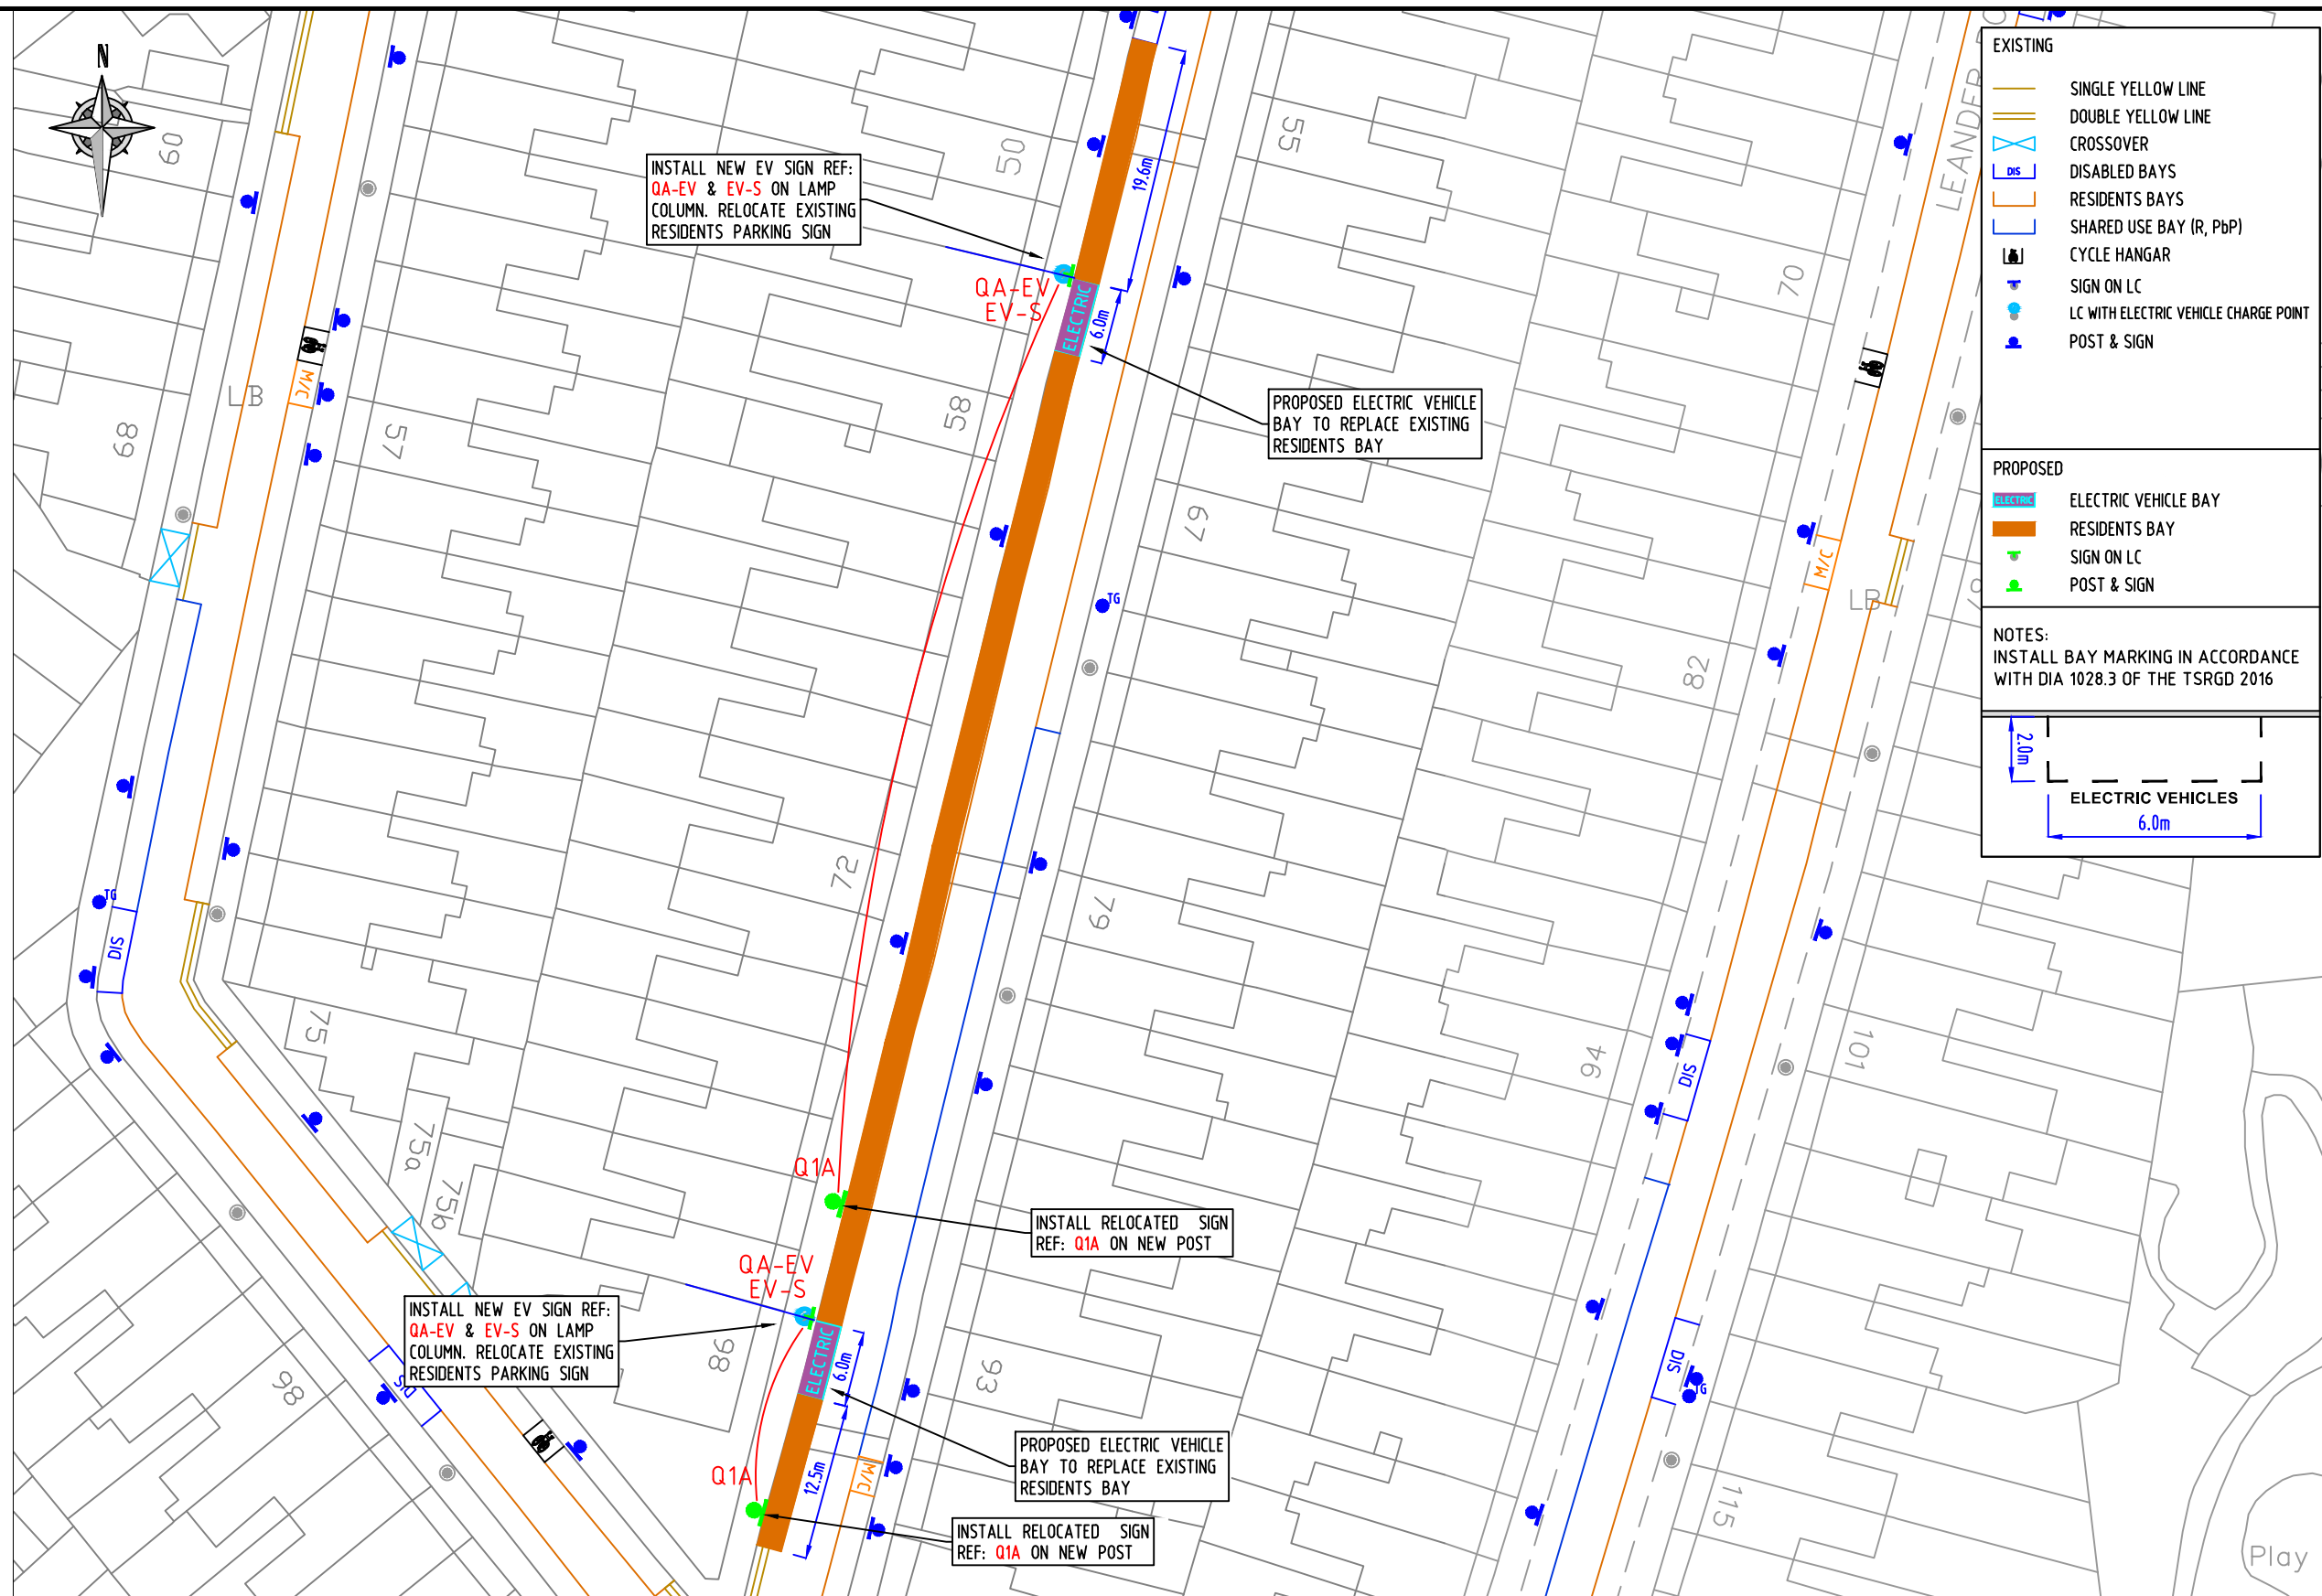 N
60
68
LB
57
M/C
50
55
58
67
70
72
79
82
94
101
LEANDER
LB
M/C
TG
DIS
75
75a
75b
86
98
93
115
Play
DIS
DIS
TG
DIS
M/C
TG
INSTALL NEW EV SIGN REF:
QA-EV & EV-S ON LAMP
COLUMN. RELOCATE EXISTING
RESIDENTS PARKING SIGN
QA-EV
EV-S
19.6m
6.0m
ELECTRIC
PROPOSED ELECTRIC VEHICLE
BAY TO REPLACE EXISTING
RESIDENTS BAY
Q1A
INSTALL RELOCATED SIGN
REF: Q1A ON NEW POST
QA-EV
EV-S
INSTALL NEW EV SIGN REF:
QA-EV & EV-S ON LAMP
COLUMN. RELOCATE EXISTING
RESIDENTS PARKING SIGN
ELECTRIC
6.0m
12.5m
PROPOSED ELECTRIC VEHICLE
BAY TO REPLACE EXISTING
RESIDENTS BAY
Q1A
INSTALL RELOCATED SIGN
REF: Q1A ON NEW POST
EXISTING
SINGLE YELLOW LINE
DOUBLE YELLOW LINE
CROSSOVER
DIS DISABLED BAYS
RESIDENTS BAYS
SHARED USE BAY (R, PbP)
CYCLE HANGAR
SIGN ON LC
LC WITH ELECTRIC VEHICLE CHARGE POINT
POST & SIGN
PROPOSED
ELECTRIC ELECTRIC VEHICLE BAY
RESIDENTS BAY
SIGN ON LC
POST & SIGN
NOTES:
INSTALL BAY MARKING IN ACCORDANCE
WITH DIA 1028.3 OF THE TSRGD 2016
2.0m
ELECTRIC VEHICLES
6.0m